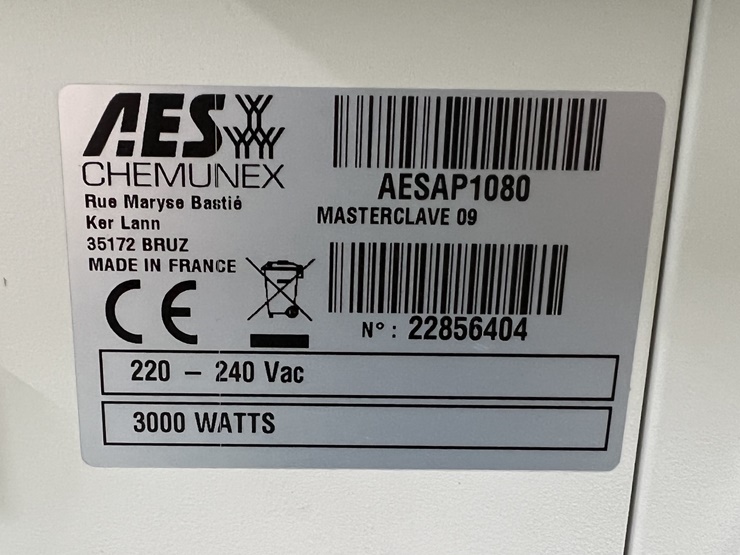 AES
CHEMUNEX
Rue Maryse Bastié
Ker Lann
35172 BRUZ
MADE IN FRANCE
CE
AESAP1080
MASTERCLAVE 09
N° : 22856404
220 – 240 Vac
3000 WATTS